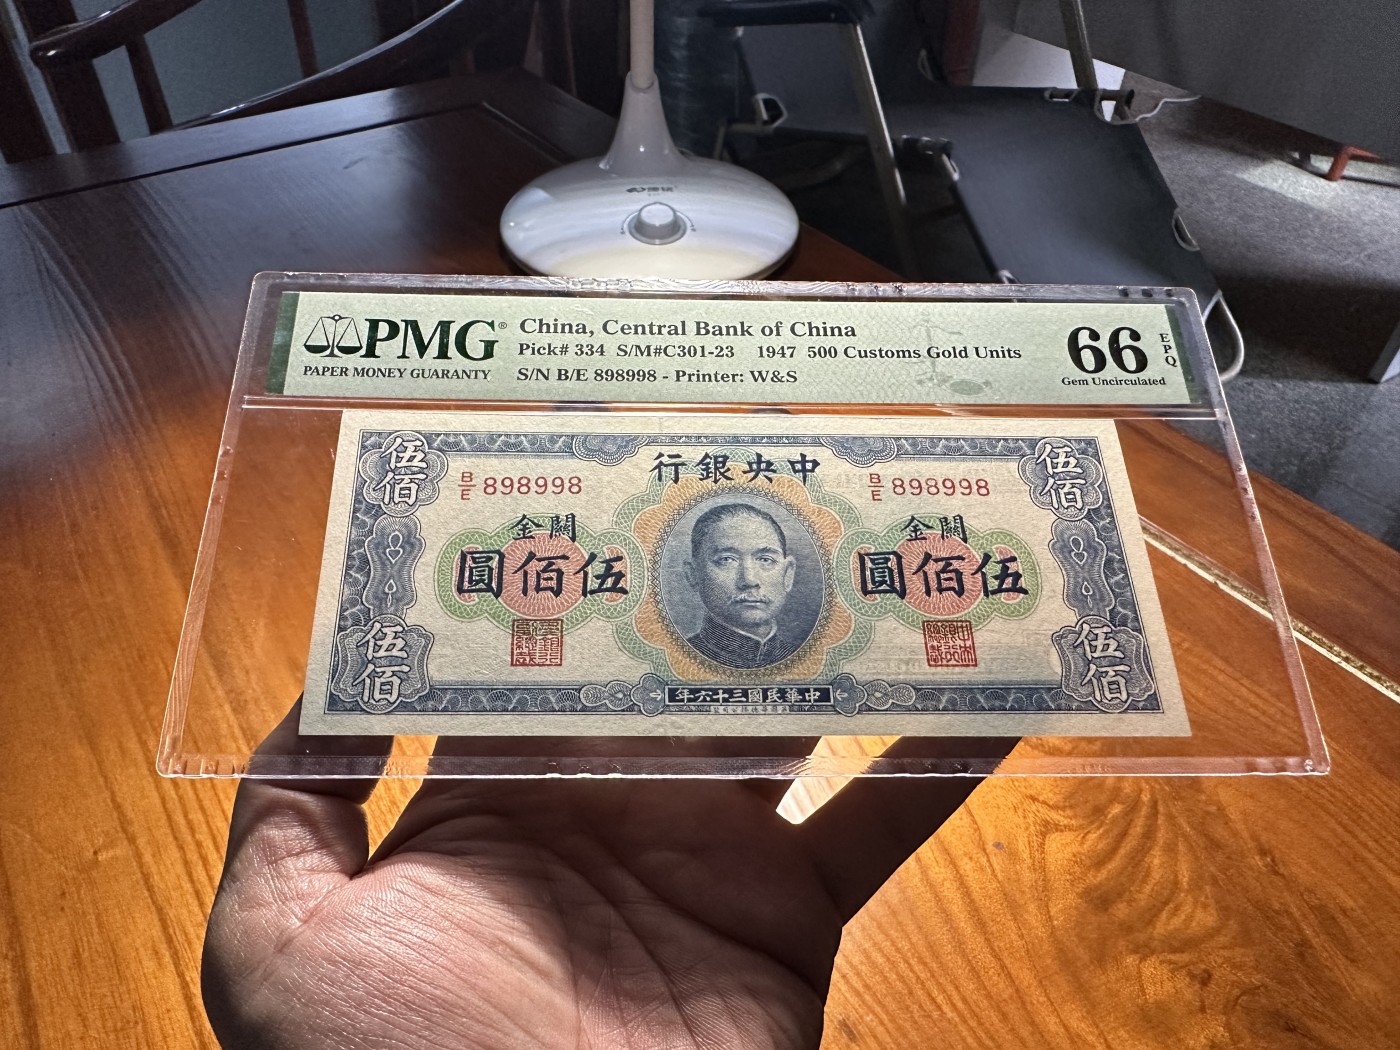 PMG®
PAPER MONEY GUARANTY
China, Central Bank of China
Pick# 334 S/M#C301-23 1947 500 Customs Gold Units
S/N B/E 898998 - Printer: W&S
66
EPQ
Gem Uncirculated
伍佰
行銀央中
伍佰
B/E 898998
B/E 898998
金關
金關
圓佰伍
圓佰伍
伍佰
伍佰
年六十三國民華中